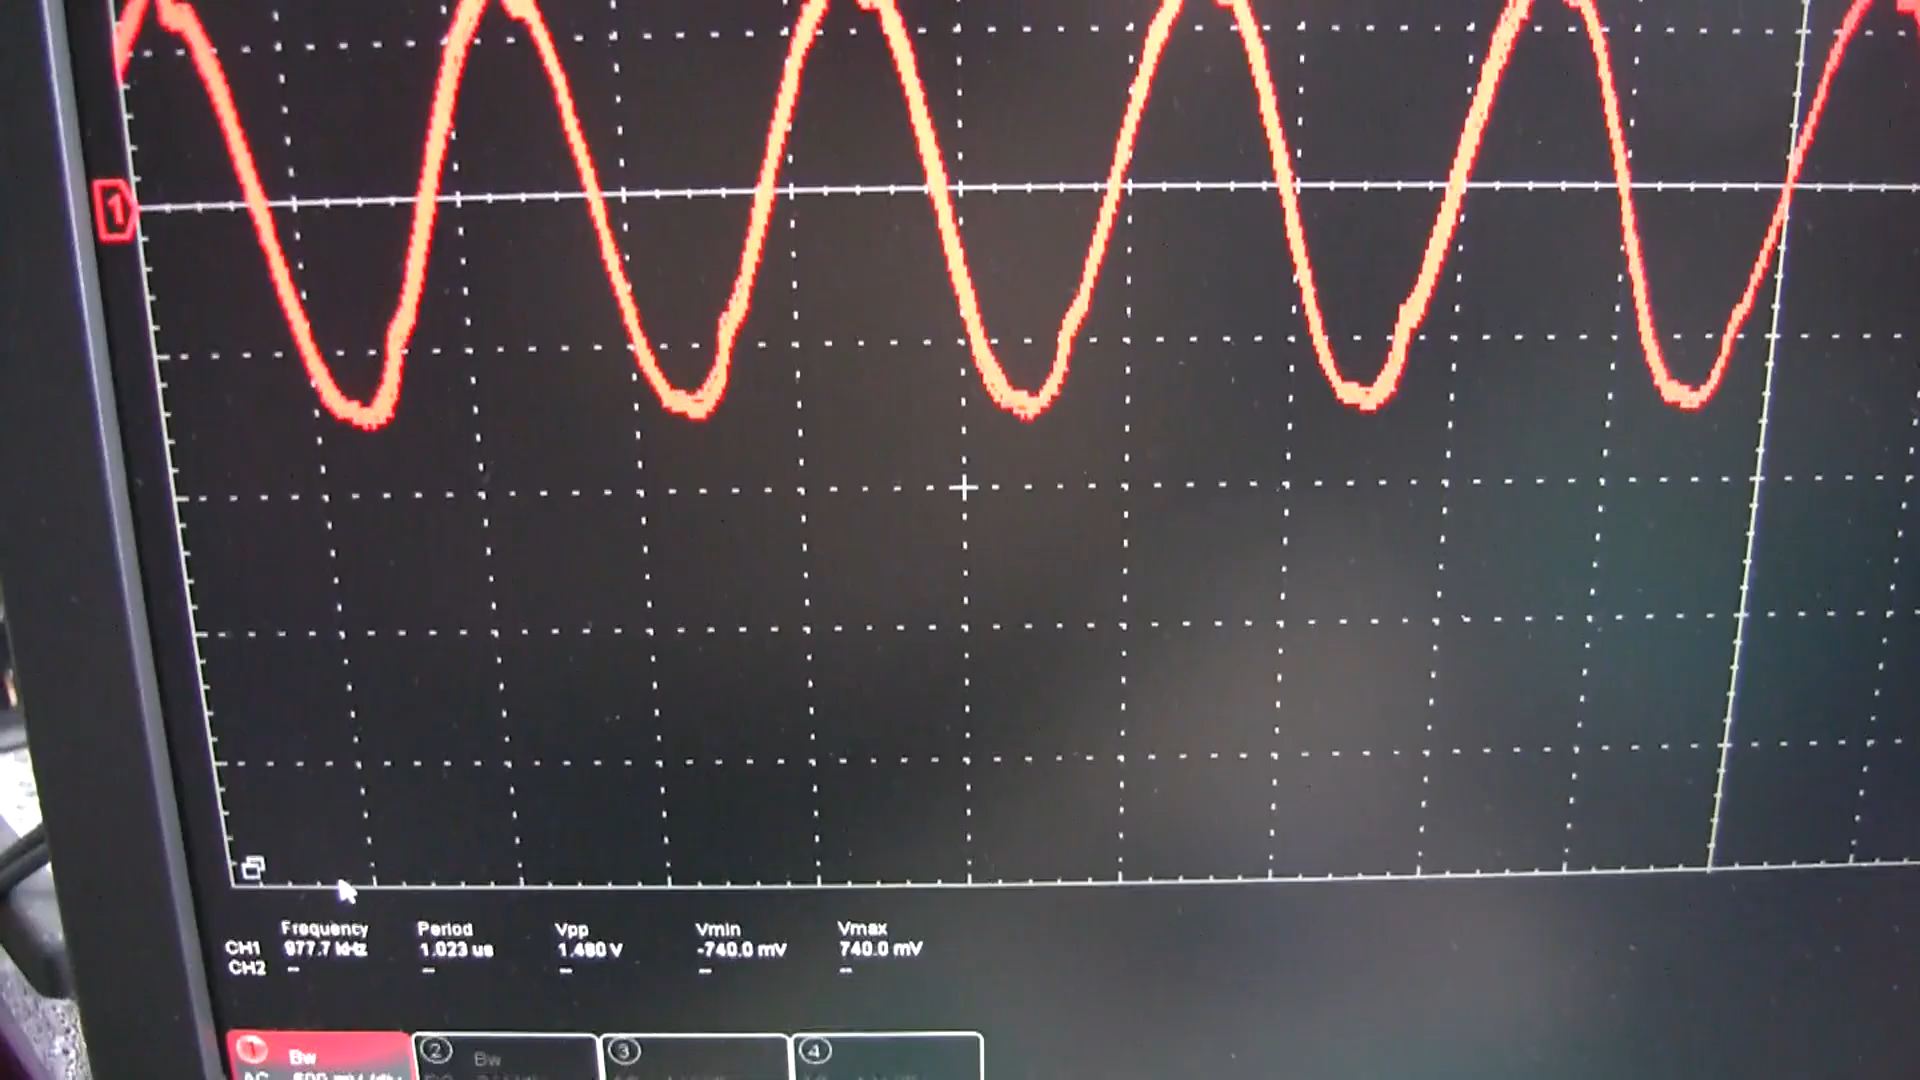 1
Frequency Period Vpp Vmin Vmax
CH1 977.7 kHz 1.023 us 1.480 V -740.0 mV 740.0 mV
CH2 -- -- -- -- --
1 2 3 4
Bw Bw